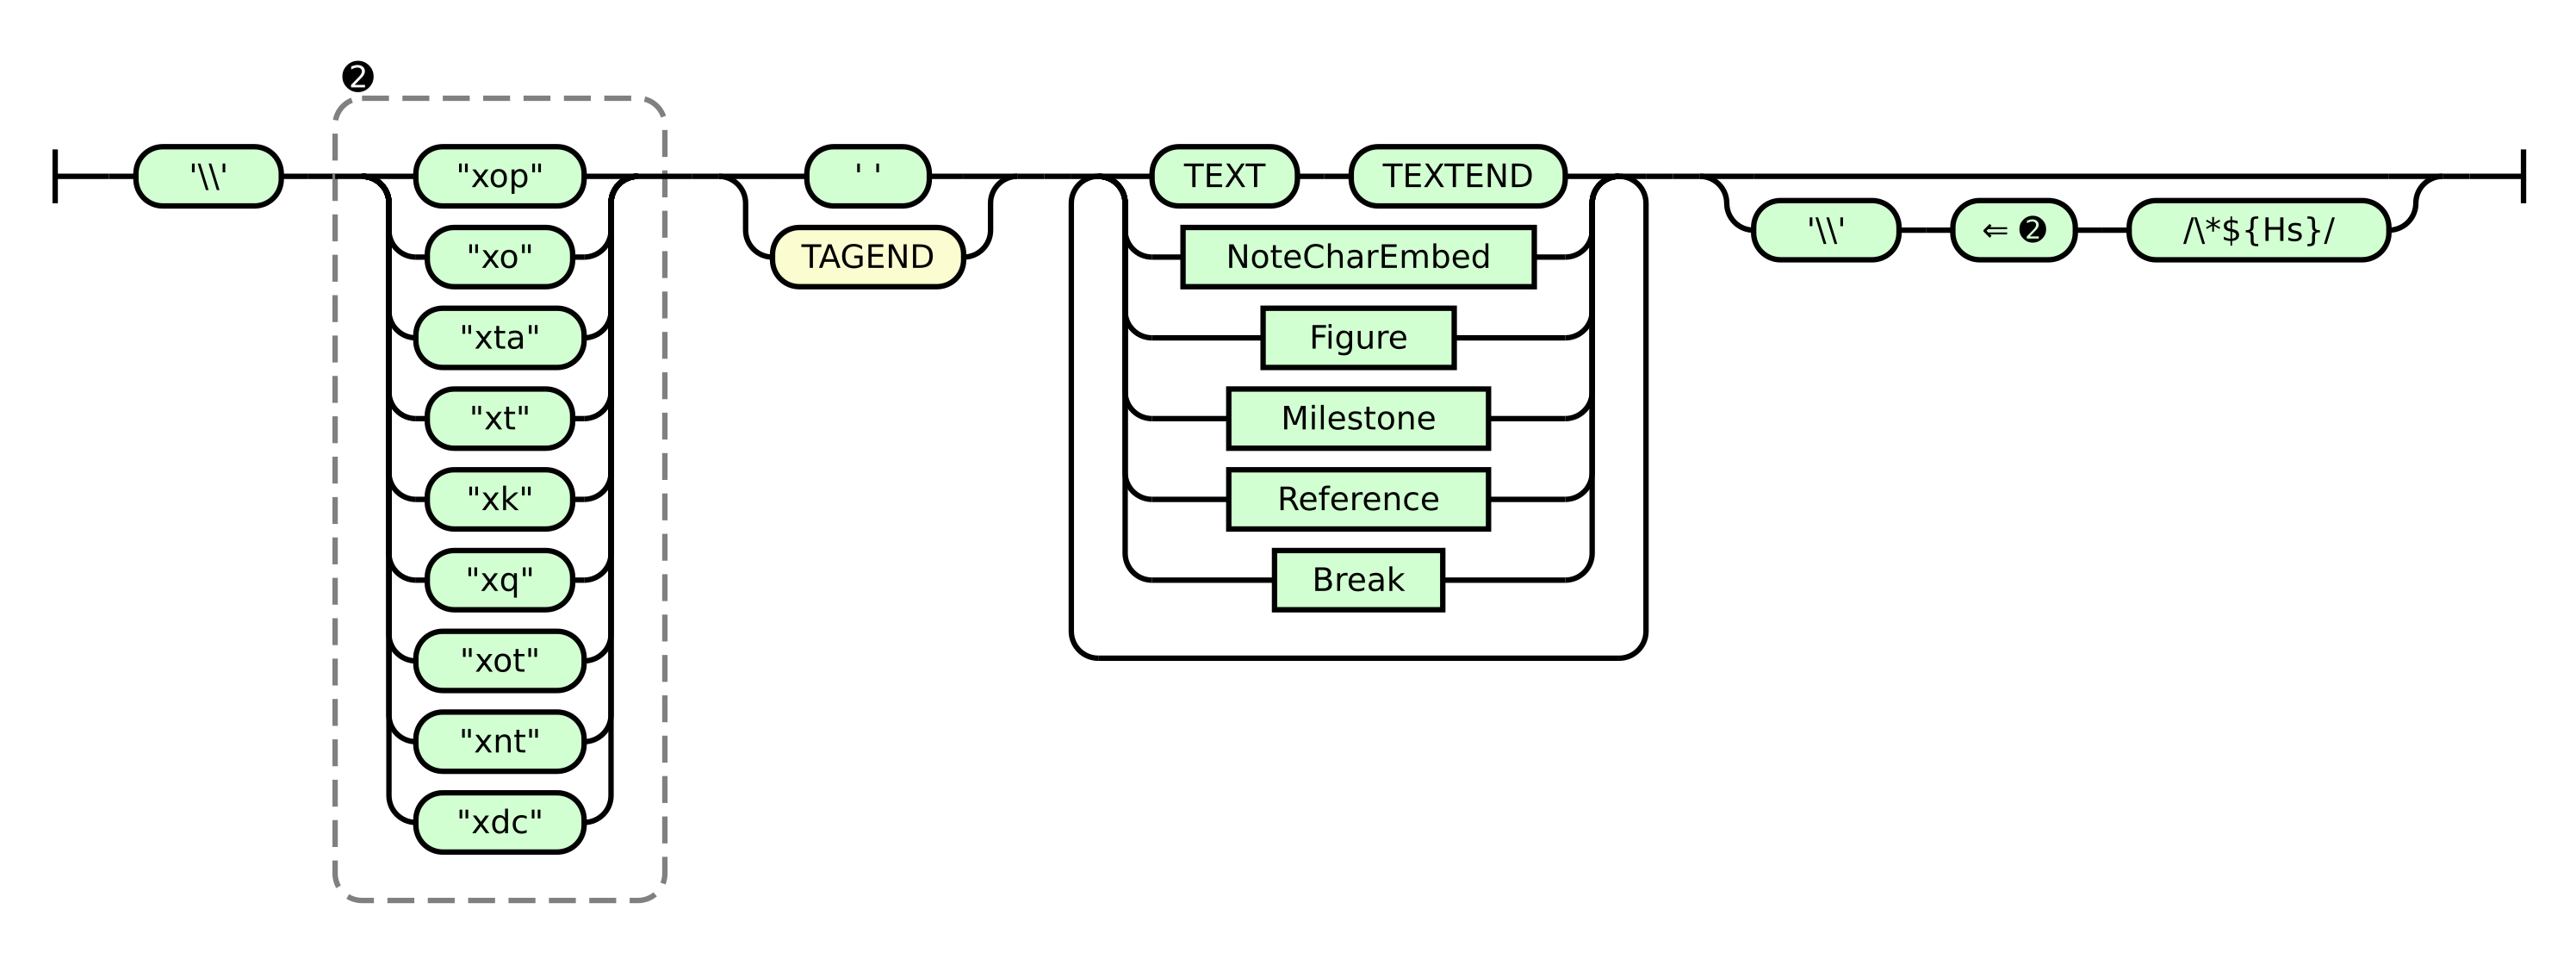 ❷
'\\' "xop" ' ' TEXT TEXTEND
"xo" TAGEND NoteCharEmbed '\\' ⇐ ❷ /\*${Hs}/
"xta" Figure
"xt" Milestone
"xk" Reference
"xq" Break
"xot"
"xnt"
"xdc"